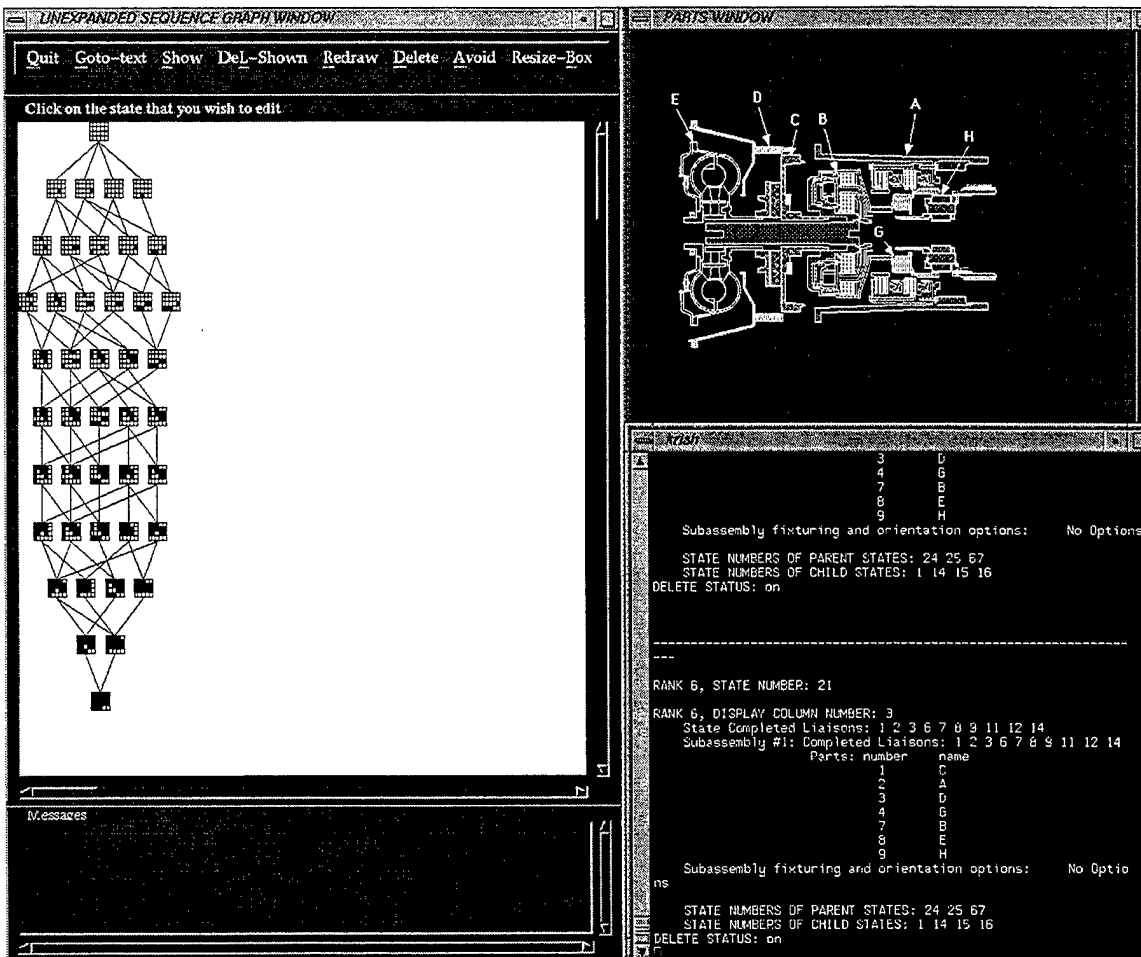 UNEXPANDED SEQUENCE GRAPH WINDOW
Quit Goto-text Show DeL-Shown Redraw Delete Avoid Resize-Box
Click on the state that you wish to edit
Messages
PARTS WINDOW
E
D
C
B
A
H
G
krish
3 D
4 G
7 B
8 E
9 H
Subassembly fixturing and orientation options: No Options
STATE NUMBERS OF PARENT STATES: 24 25 67
STATE NUMBERS OF CHILD STATES: 1 14 15 16
DELETE STATUS: on
--------------------------------------------------------------------
---
RANK 6, STATE NUMBER: 21
RANK 6, DISPLAY COLUMN NUMBER: 3
State Completed Liaisons: 1 2 3 6 7 8 9 11 12 14
Subassembly #1: Completed Liaisons: 1 2 3 6 7 8 9 11 12 14
Parts: number name
1 C
2 A
3 D
4 G
7 B
8 E
9 H
Subassembly fixturing and orientation options: No Optio
ns
STATE NUMBERS OF PARENT STATES: 24 25 67
STATE NUMBERS OF CHILD STATES: 1 14 15 16
DELETE STATUS: on